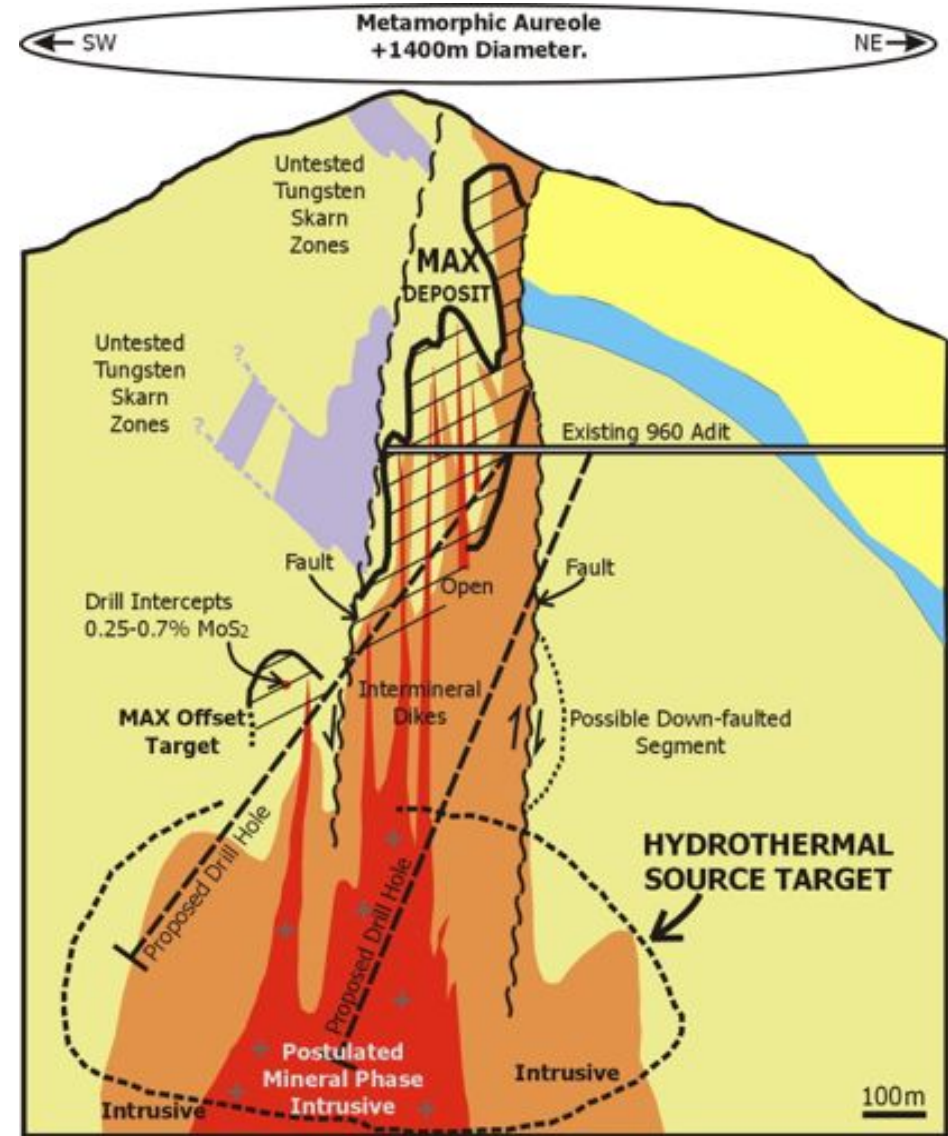 Metamorphic Aureole
+1400m Diameter.
SW
NE
Untested
Tungsten
Skarn
Zones
MAX
DEPOSIT
Untested
Tungsten
Skarn
Zones
?
?
Existing 960 Adit
Fault
Open
Fault
Drill Intercepts
0.25-0.7% MoS2
MAX Offset
Target
Intermineral
Dikes
Possible Down-faulted
Segment
HYDROTHERMAL
SOURCE TARGET
Proposed Drill Hole
Proposed Drill Hole
Postulated
Mineral Phase
Intrusive
Intrusive
Intrusive
100m